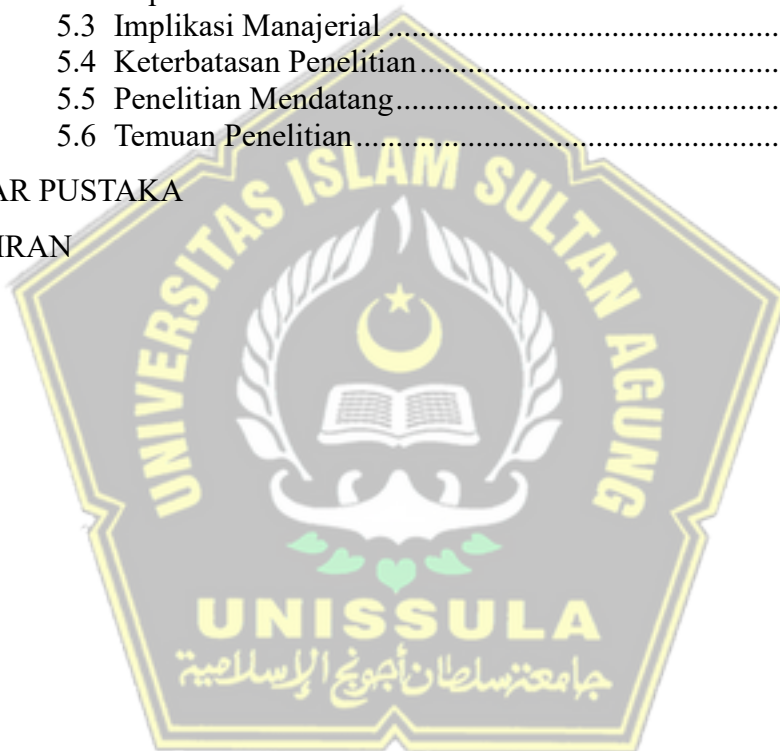 5.3 Implikasi Manajerial ................................................
5.4 Keterbatasan Penelitian ................................................
5.5 Penelitian Mendatang ................................................
5.6 Temuan Penelitian ................................................
AR PUSTAKA
IRAN
UNIVERSITAS ISLAM SULTAN AGUNG
UNISSULA
جامعة سلطان أجونج الإسلامية